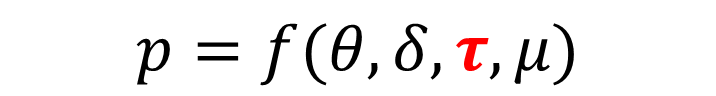 p = f(θ, δ, τ, μ)